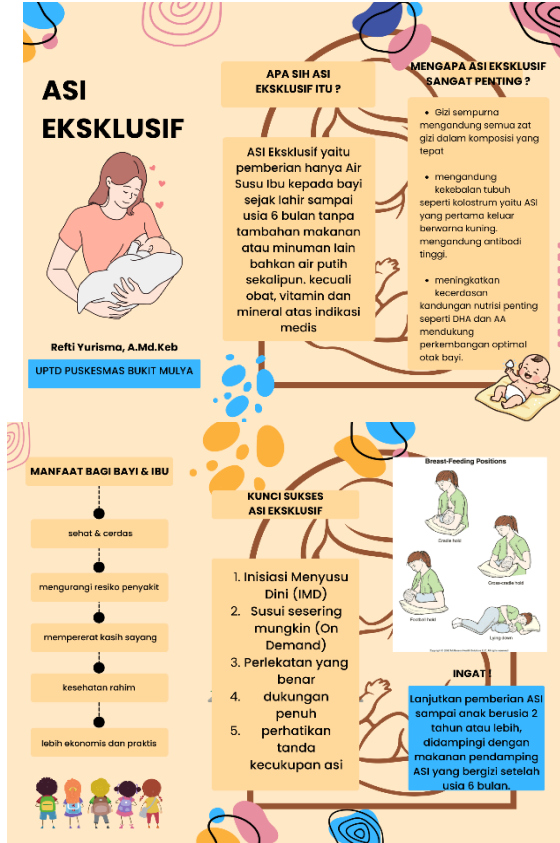 ASI
EKSKLUSIF
Refti Yurisma, A.Md.Keb
UPTD PUSKESMAS BUKIT MULYA
APA SIH ASI
EKSKLUSIF ITU ?
ASI Eksklusif yaitu
pemberian hanya Air
Susu Ibu kepada bayi
sejak lahir sampai
usia 6 bulan tanpa
tambahan makanan
atau minuman lain
bahkan air putih
sekalipun. kecuali
obat, vitamin dan
mineral atas indikasi
medis
MENGAPA ASI EKSKLUSIF
SANGAT PENTING ?
• Gizi sempurna
mengandung semua zat
gizi dalam komposisi yang
tepat
• mengandung
kekebalan tubuh
seperti kolostrum yaitu ASI
yang pertama keluar
berwarna kuning.
mengandung antibodi
tinggi.
• meningkatkan
kecerdasan
kandungan nutrisi penting
seperti DHA dan AA
mendukung
perkembangan optimal
otak bayi.
MANFAAT BAGI BAYI & IBU
sehat & cerdas
mengurangi resiko penyakit
mempererat kasih sayang
kesehatan rahim
lebih ekonomis dan praktis
KUNCI SUKSES
ASI EKSKLUSIF
1. Inisiasi Menyusu
Dini (IMD)
2. Susui sesering
mungkin (On
Demand)
3. Perlekatan yang
benar
4. dukungan
penuh
5. perhatikan
tanda
kecukupan asi
Breast-Feeding Positions
Cradle hold
Cross-cradle hold
Football hold
Lying down
INGAT !
Lanjutkan pemberian ASI
sampai anak berusia 2
tahun atau lebih,
didampingi dengan
makanan pendamping
ASI yang bergizi setelah
usia 6 bulan.